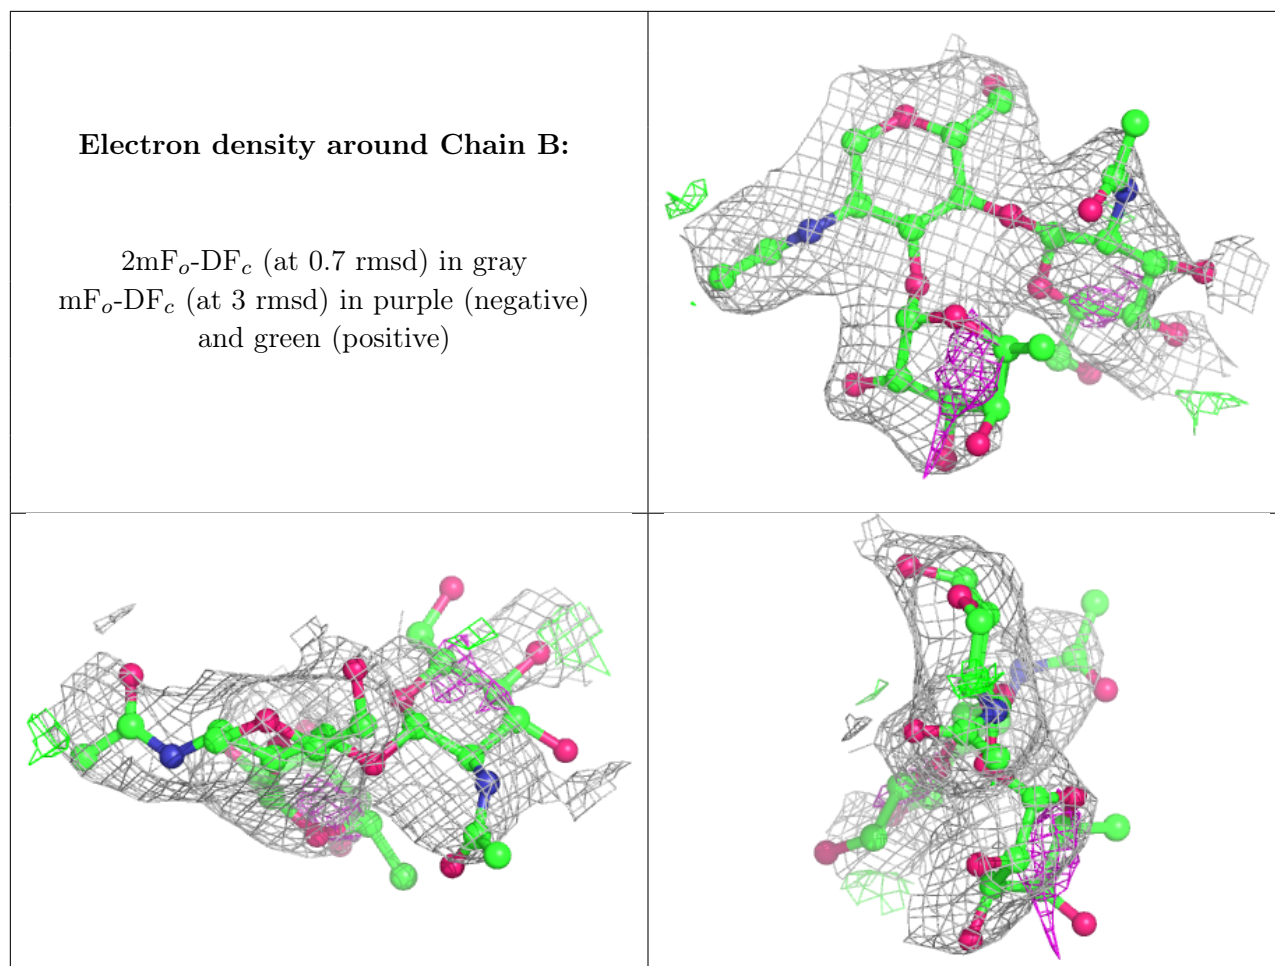 Electron density around Chain B:
2mFo-DFc (at 0.7 rmsd) in gray
mFo-DFc (at 3 rmsd) in purple (negative)
and green (positive)